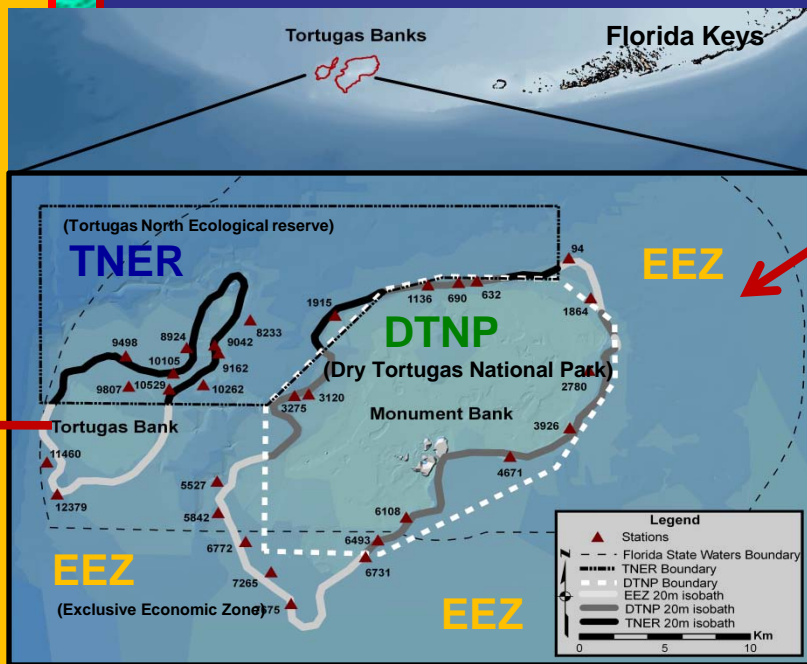 Tortugas Banks
Florida Keys
(Tortugas North Ecological reserve)
TNER
EEZ
94
1136
690
632
1915
1864
8233
8924
9042
9498
9162
10105
DTNP
(Dry Tortugas National Park)
9807
10529
10262
2780
3275
3120
Monument Bank
3926
Tortugas Bank
4671
11460
5527
12379
5842
6108
6493
6772
6731
EEZ
7265
(Exclusive Economic Zone)
EEZ
Legend
Stations
Florida State Waters Boundary
TNER Boundary
DTNP Boundary
EEZ 20m isobath
DTNP 20m isobath
TNER 20m isobath
N
Km
0 5 10